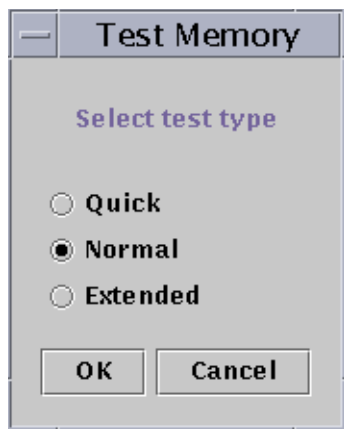 Test Memory
Select test type
Quick
Normal
Extended
OK Cancel